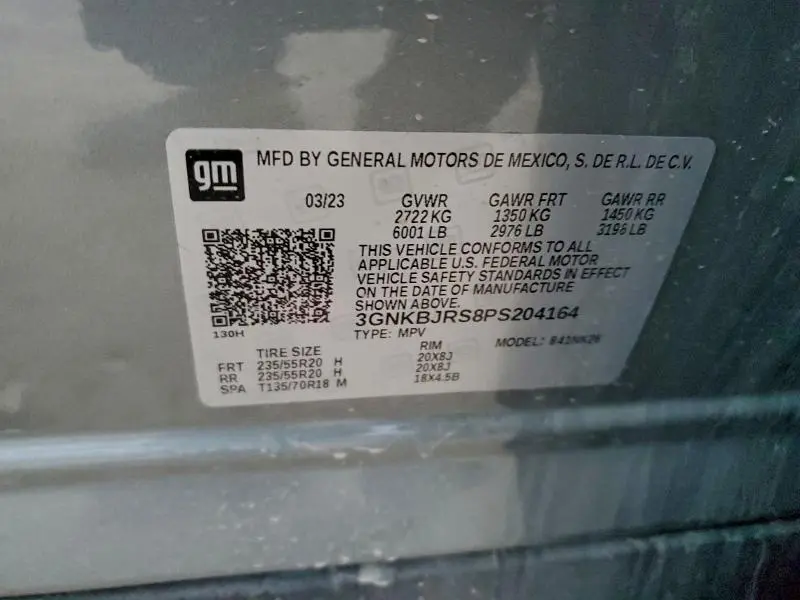 gm MFD BY GENERAL MOTORS DE MEXICO, S. DE R.L. DE C.V.
03/23 GVWR GAWR FRT GAWR RR
2722 KG 1350 KG 1450 KG
6001 LB 2976 LB 3196 LB
THIS VEHICLE CONFORMS TO ALL
APPLICABLE U.S. FEDERAL MOTOR
VEHICLE SAFETY STANDARDS IN EFFECT
ON THE DATE OF MANUFACTURE
SHOWN ABOVE.
3GNKBJRS8PS204164
130H TYPE: MPV MODEL: 841NK26
TIRE SIZE RIM
FRT 235/55R20 H 20X8J
RR 235/55R20 H 20X8J
SPA T135/70R18 M 18X4.5B